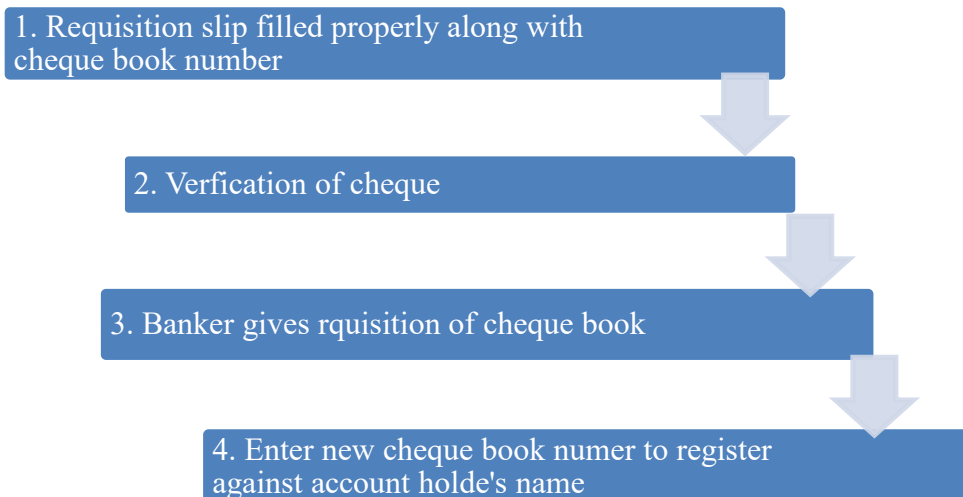 1. Requisition slip filled properly along with
cheque book number
2. Verfication of cheque
3. Banker gives rquisition of cheque book
4. Enter new cheque book numer to register
against account holde's name